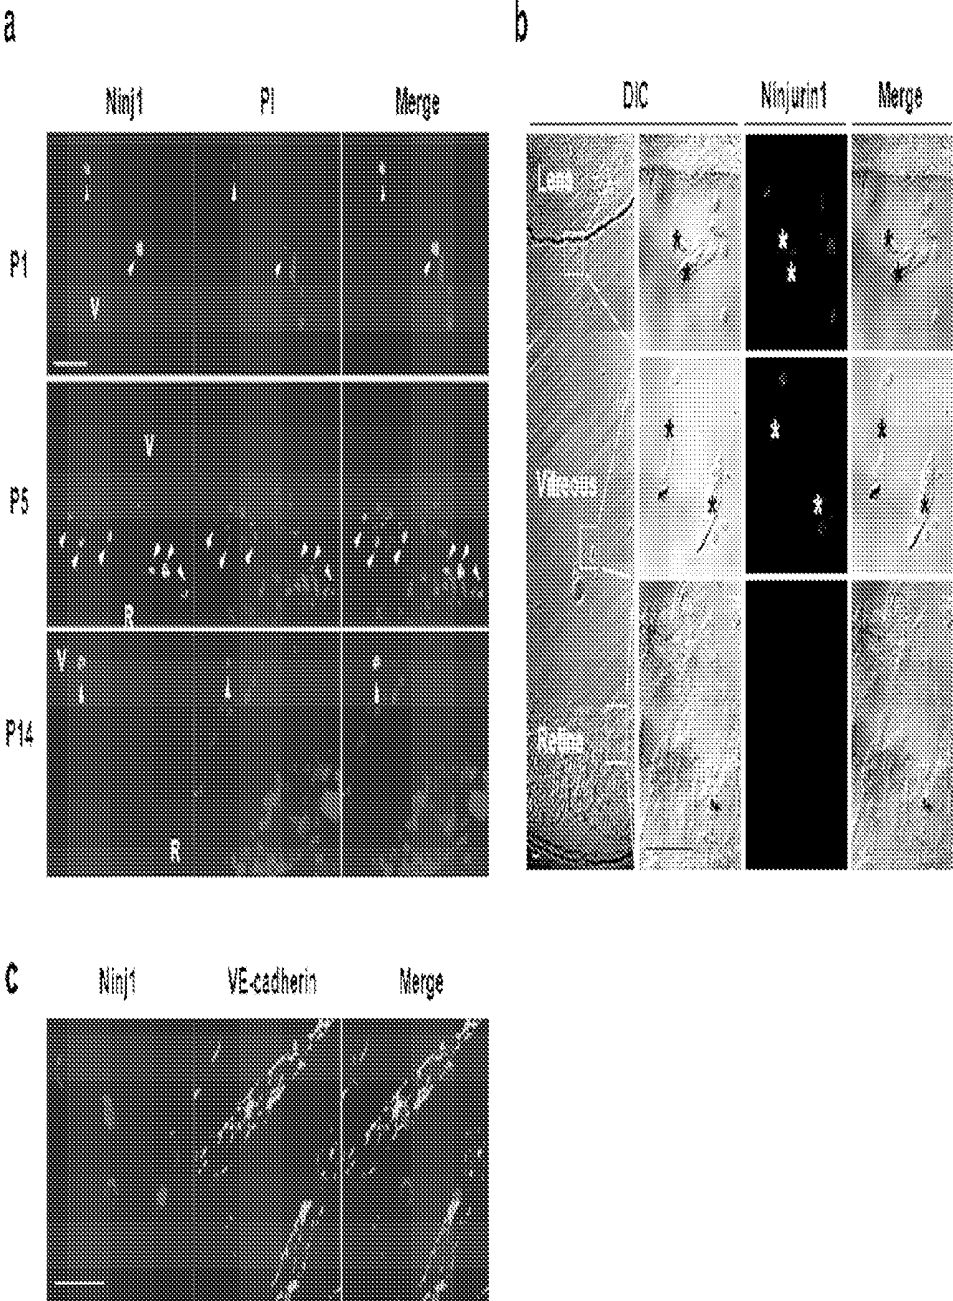 a
Ninj1 PI Merge
P1
V
P5
V
R
P14
V
R
b
DIC Ninjurin1 Merge
Lens
Vitreous
Retina
c
Ninj1 VE-cadherin Merge